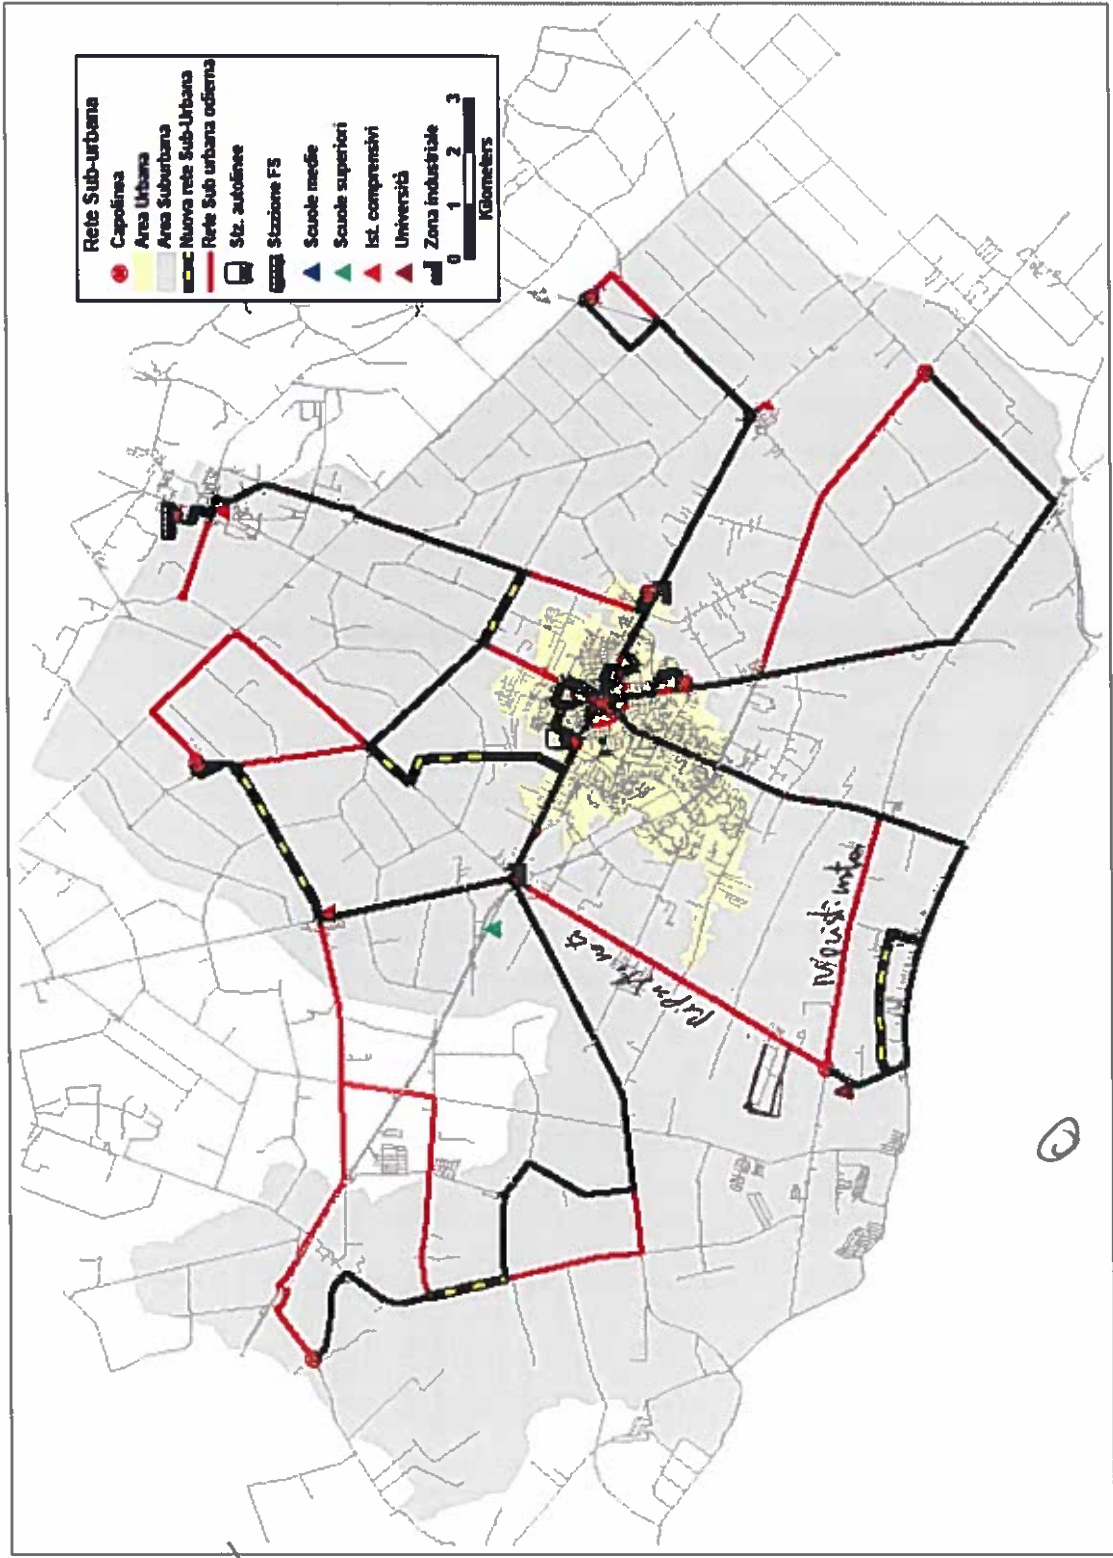 Rete Sub-urbana
Capolinea
Area Urbana
Area Suburbana
Nuova rete Sub-Urbana
Rete Sub urbana odierna
Stz. autolinee
Stazione FS
Scuole medie
Scuole superiori
Ist. comprensivi
Università
Zona industriale
0 1 2 3
Kilometers